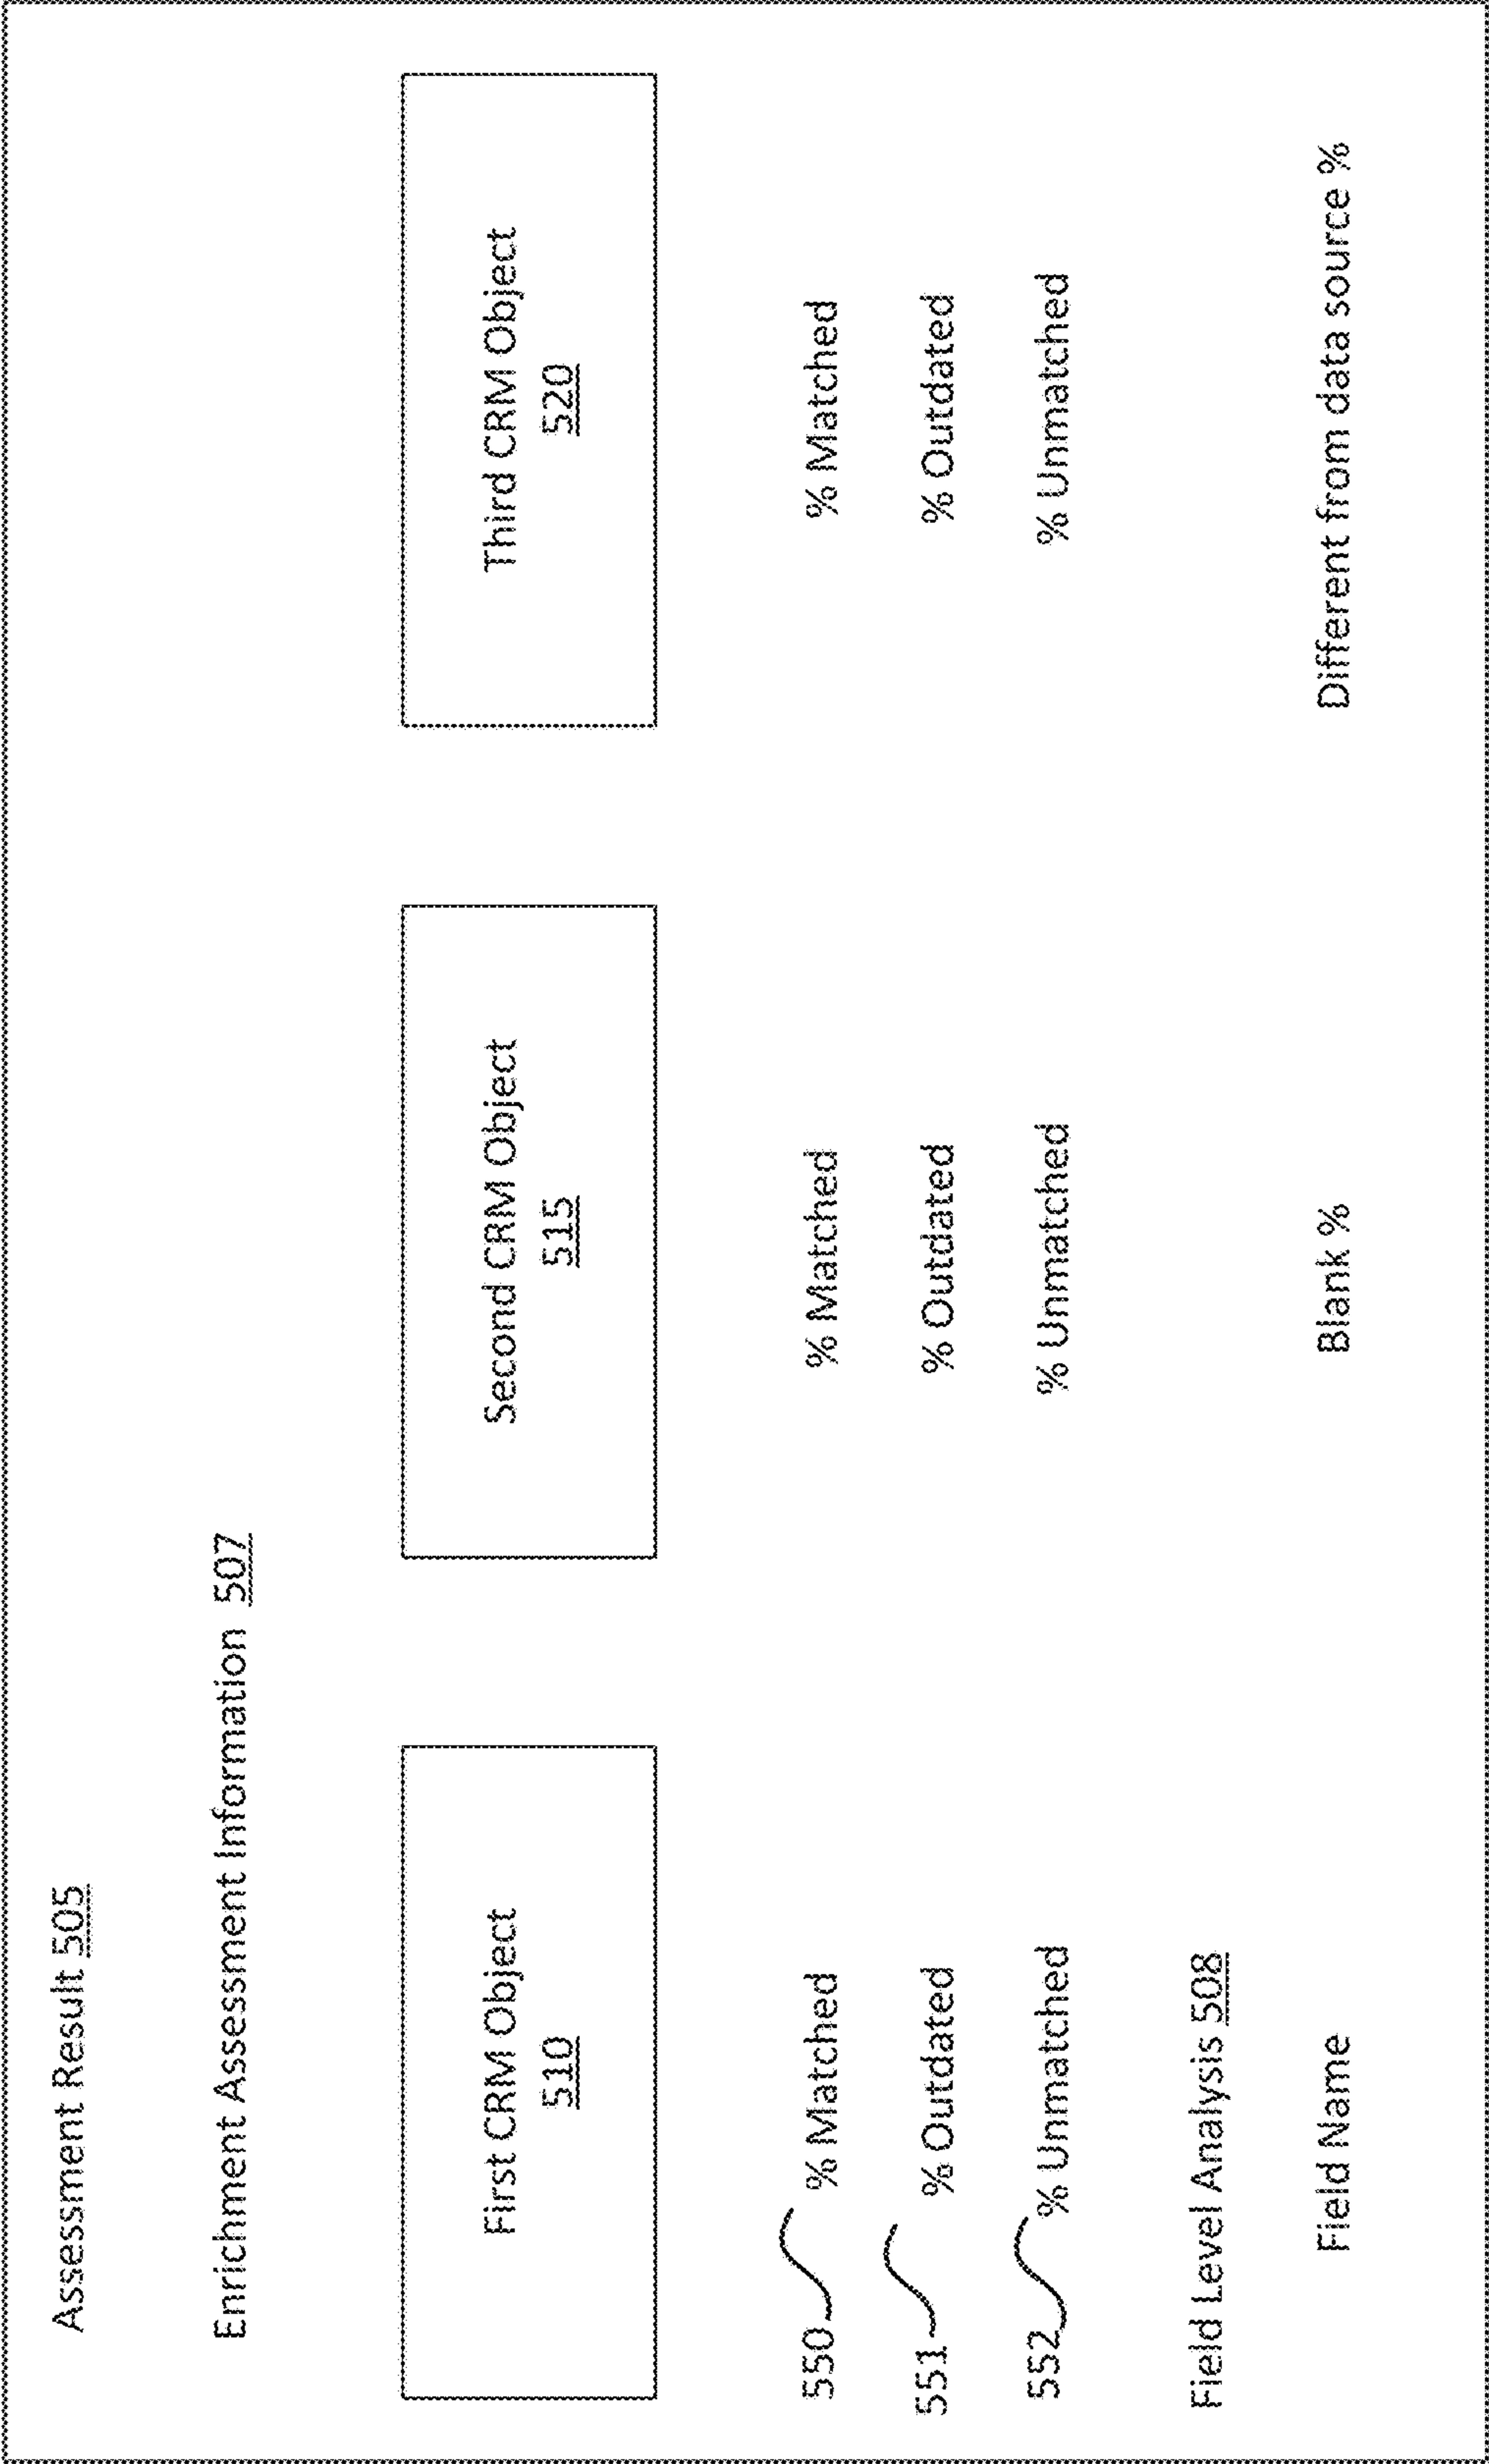 Assessment Result 505
Enrichment Assessment Information 507
First CRM Object
510
Second CRM Object
515
Third CRM Object
520
550 % Matched
% Matched
% Matched
551 % Outdated
% Outdated
% Outdated
552 % Unmatched
% Unmatched
% Unmatched
Field Level Analysis 508
Field Name
Blank %
Different from data source %